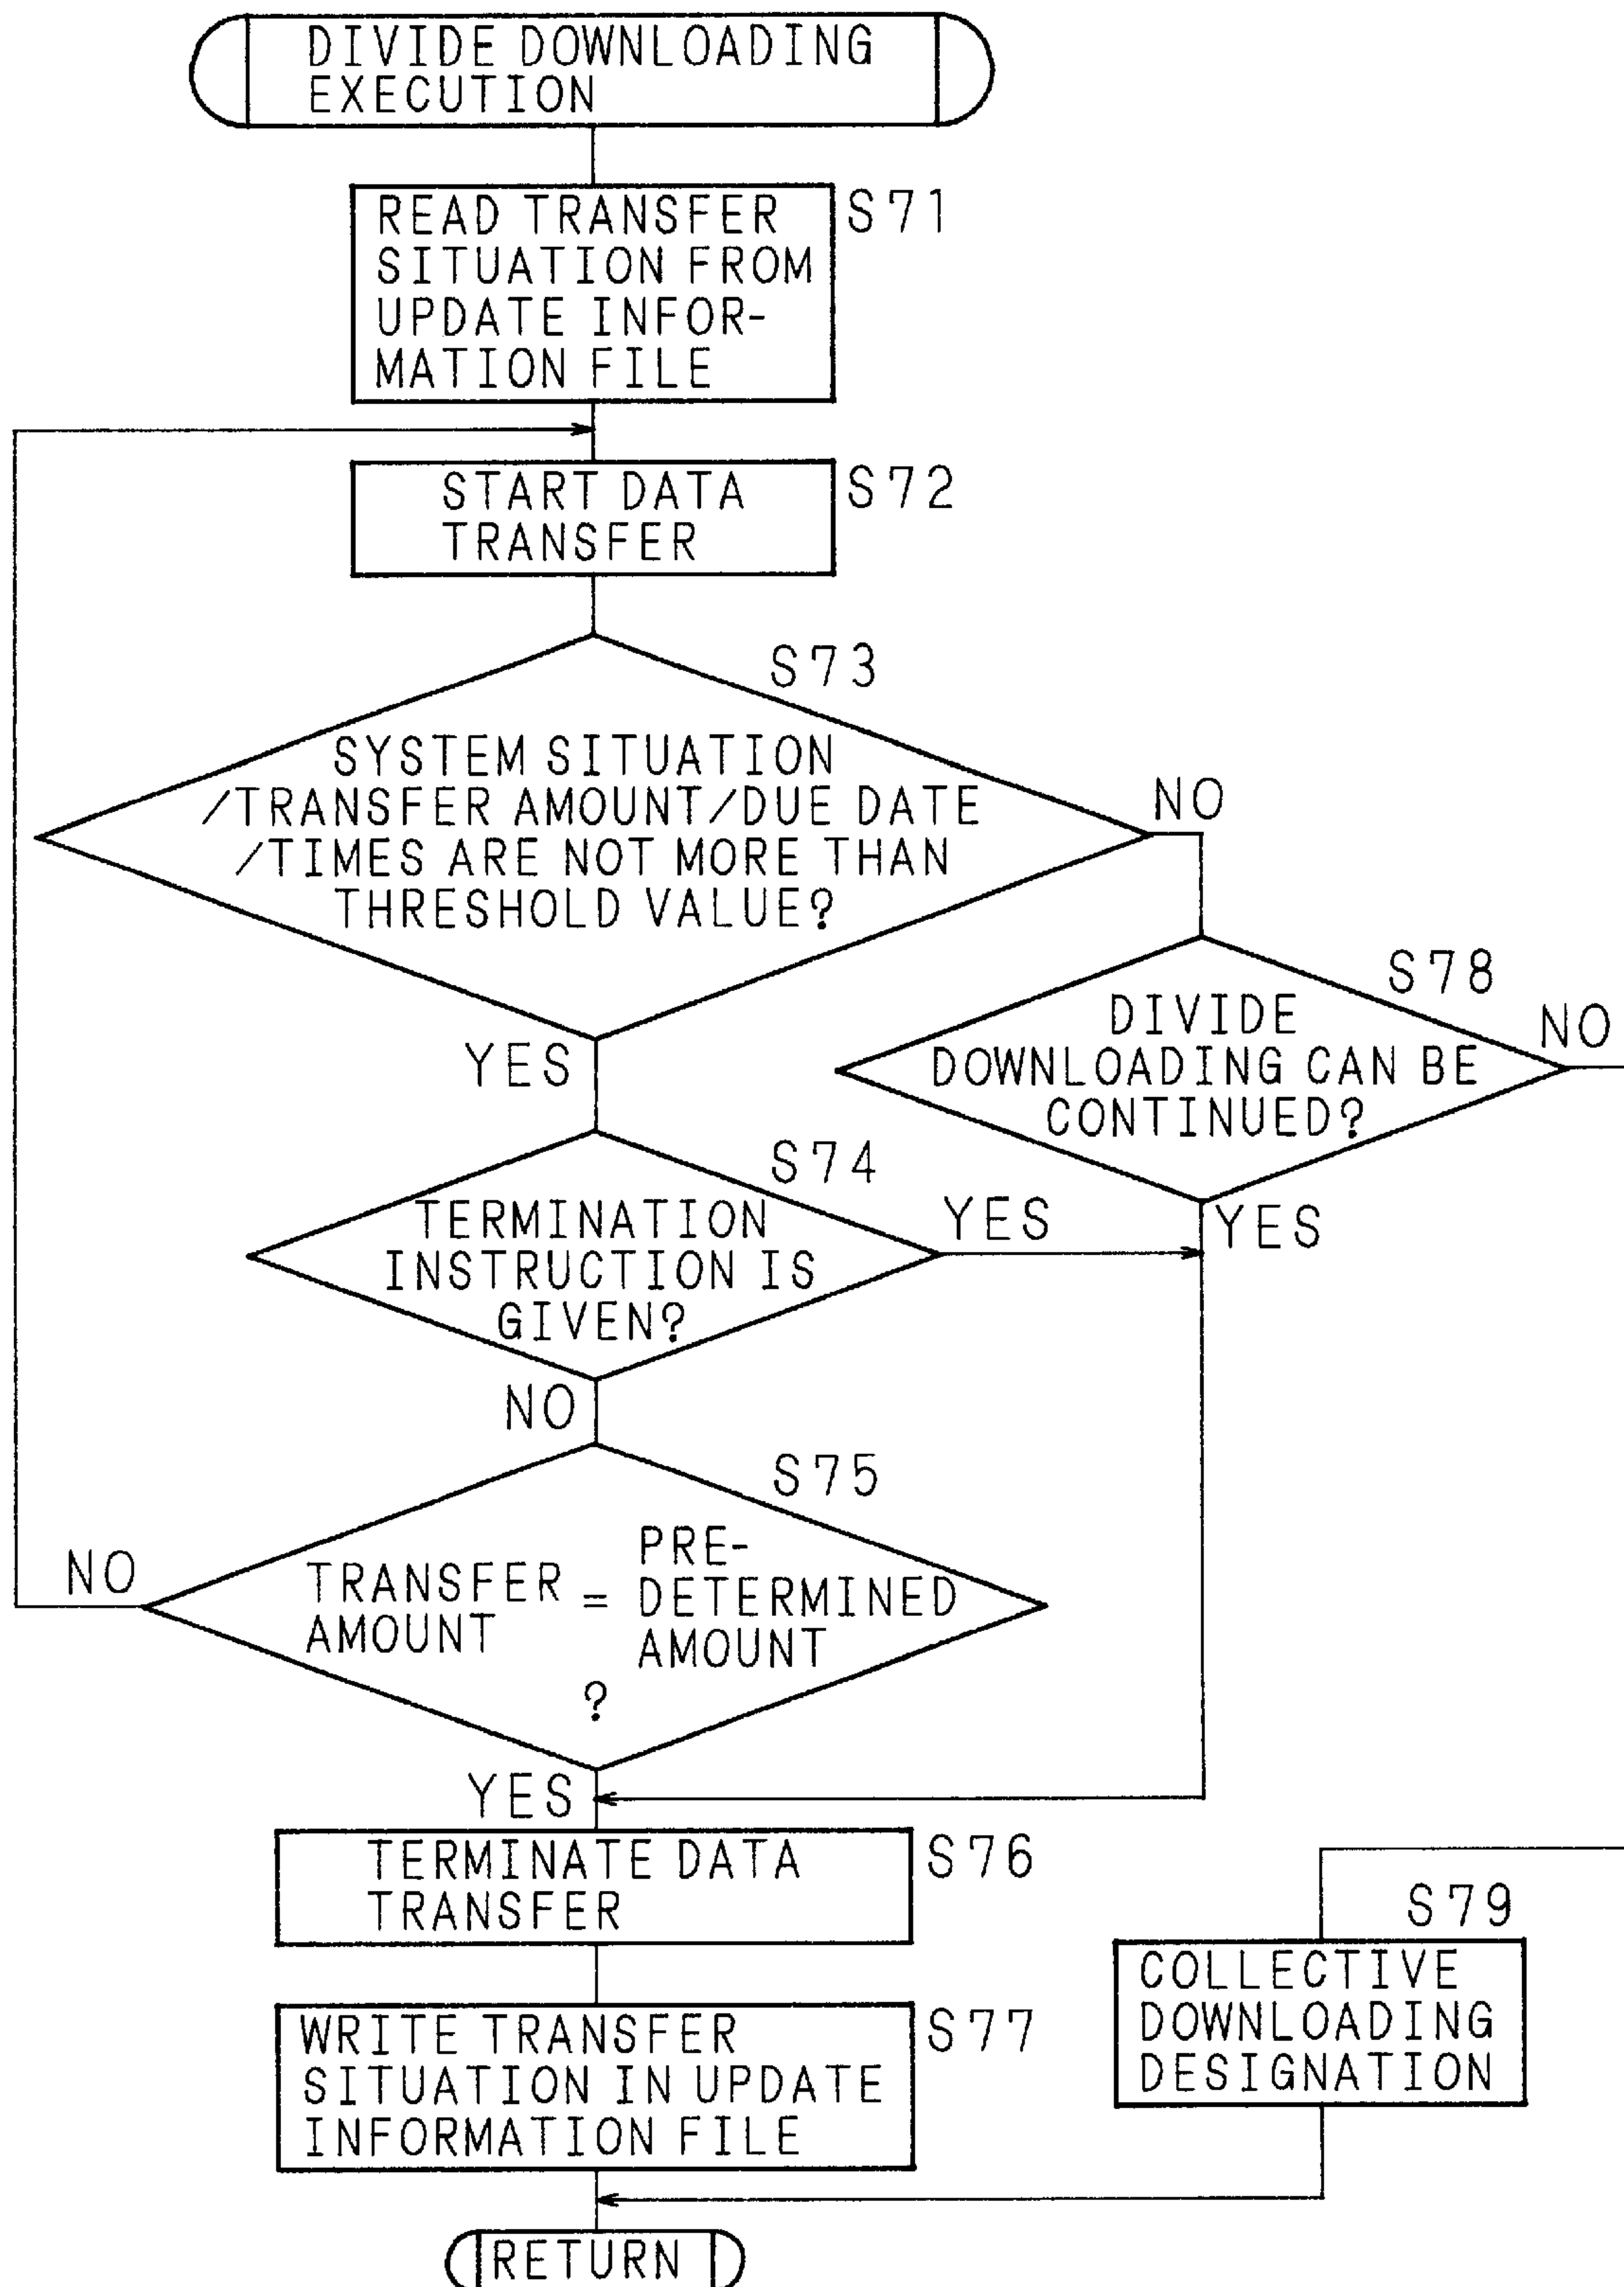 DIVIDE DOWNLOADING
EXECUTION
READ TRANSFER
SITUATION FROM
UPDATE INFOR-
MATION FILE
S71
START DATA
TRANSFER
S72
S73
SYSTEM SITUATION
/TRANSFER AMOUNT/DUE DATE
/TIMES ARE NOT MORE THAN
THRESHOLD VALUE?
NO
YES
S78
DIVIDE
DOWNLOADING CAN BE
CONTINUED?
NO
YES
S74
TERMINATION
INSTRUCTION IS
GIVEN?
YES
NO
S75
TRANSFER
AMOUNT
=
PRE-
DETERMINED
AMOUNT
?
NO
YES
TERMINATE DATA
TRANSFER
S76
S79
COLLECTIVE
DOWNLOADING
DESIGNATION
WRITE TRANSFER
SITUATION IN UPDATE
INFORMATION FILE
S77
RETURN